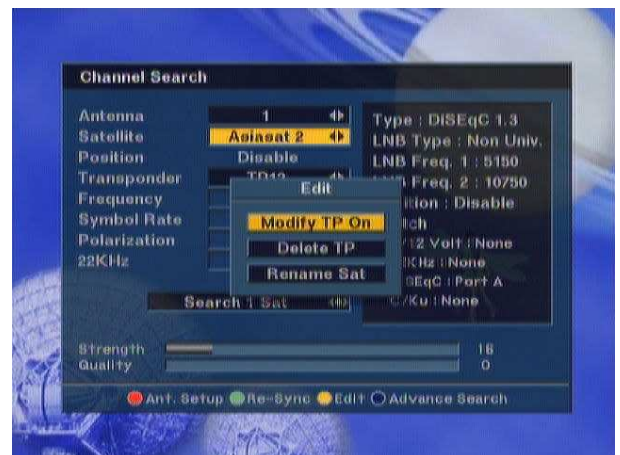 Channel Search
Antenna 1
Satellite Asiasat 2
Position Disable
Transponder TP12
Frequency
Symbol Rate
Polarization
22KHz
Search 1 Sat
Type : DiSEqC 1.3
LNB Type : Non Univ.
LNB Freq. 1 : 5150
Freq. 2 : 10750
: Disable
12 Volt : None
: None
: Port A
/Ku : None
Edit
Modify TP On
Delete TP
Rename Sat
Strength 16
Quality 0
Ant. Setup Re-Sync Edit Advance Search